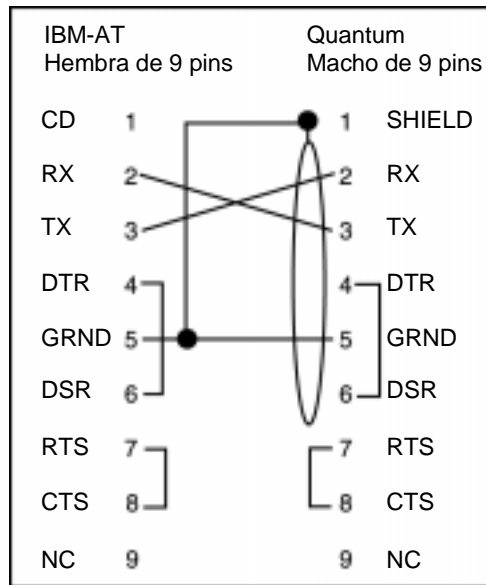 IBM-AT Quantum
Hembra de 9 pins Macho de 9 pins
CD 1 1 SHIELD
RX 2 2 RX
TX 3 3 TX
DTR 4 4 DTR
GRND 5 5 GRND
DSR 6 6 DSR
RTS 7 7 RTS
CTS 8 8 CTS
NC 9 9 NC